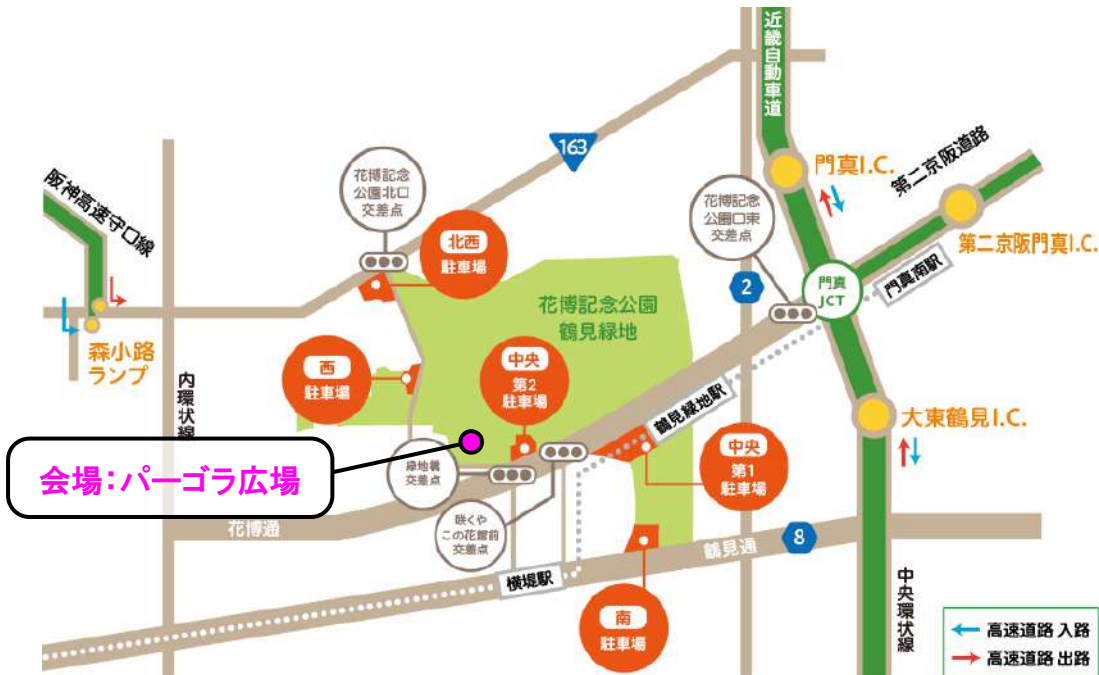 近畿自動車道
163
門真I.C.
第二京阪道路
阪神高速守口線
花博記念
公園北口
交差点
花博記念
公園口東
交差点
北西
駐車場
第二京阪門真I.C.
2
門真
JCT
門真南駅
花博記念公園
鶴見緑地
森小路
ランプ
西
駐車場
中央
第2
駐車場
内環状線
鶴見緑地駅
大東鶴見I.C.
会場：パーゴラ広場
緑地橋
交差点
中央
第1
駐車場
花博通
咲くや
この花館前
交差点
鶴見通
8
横堤駅
南
駐車場
中央環状線
高速道路 入路
高速道路 出路